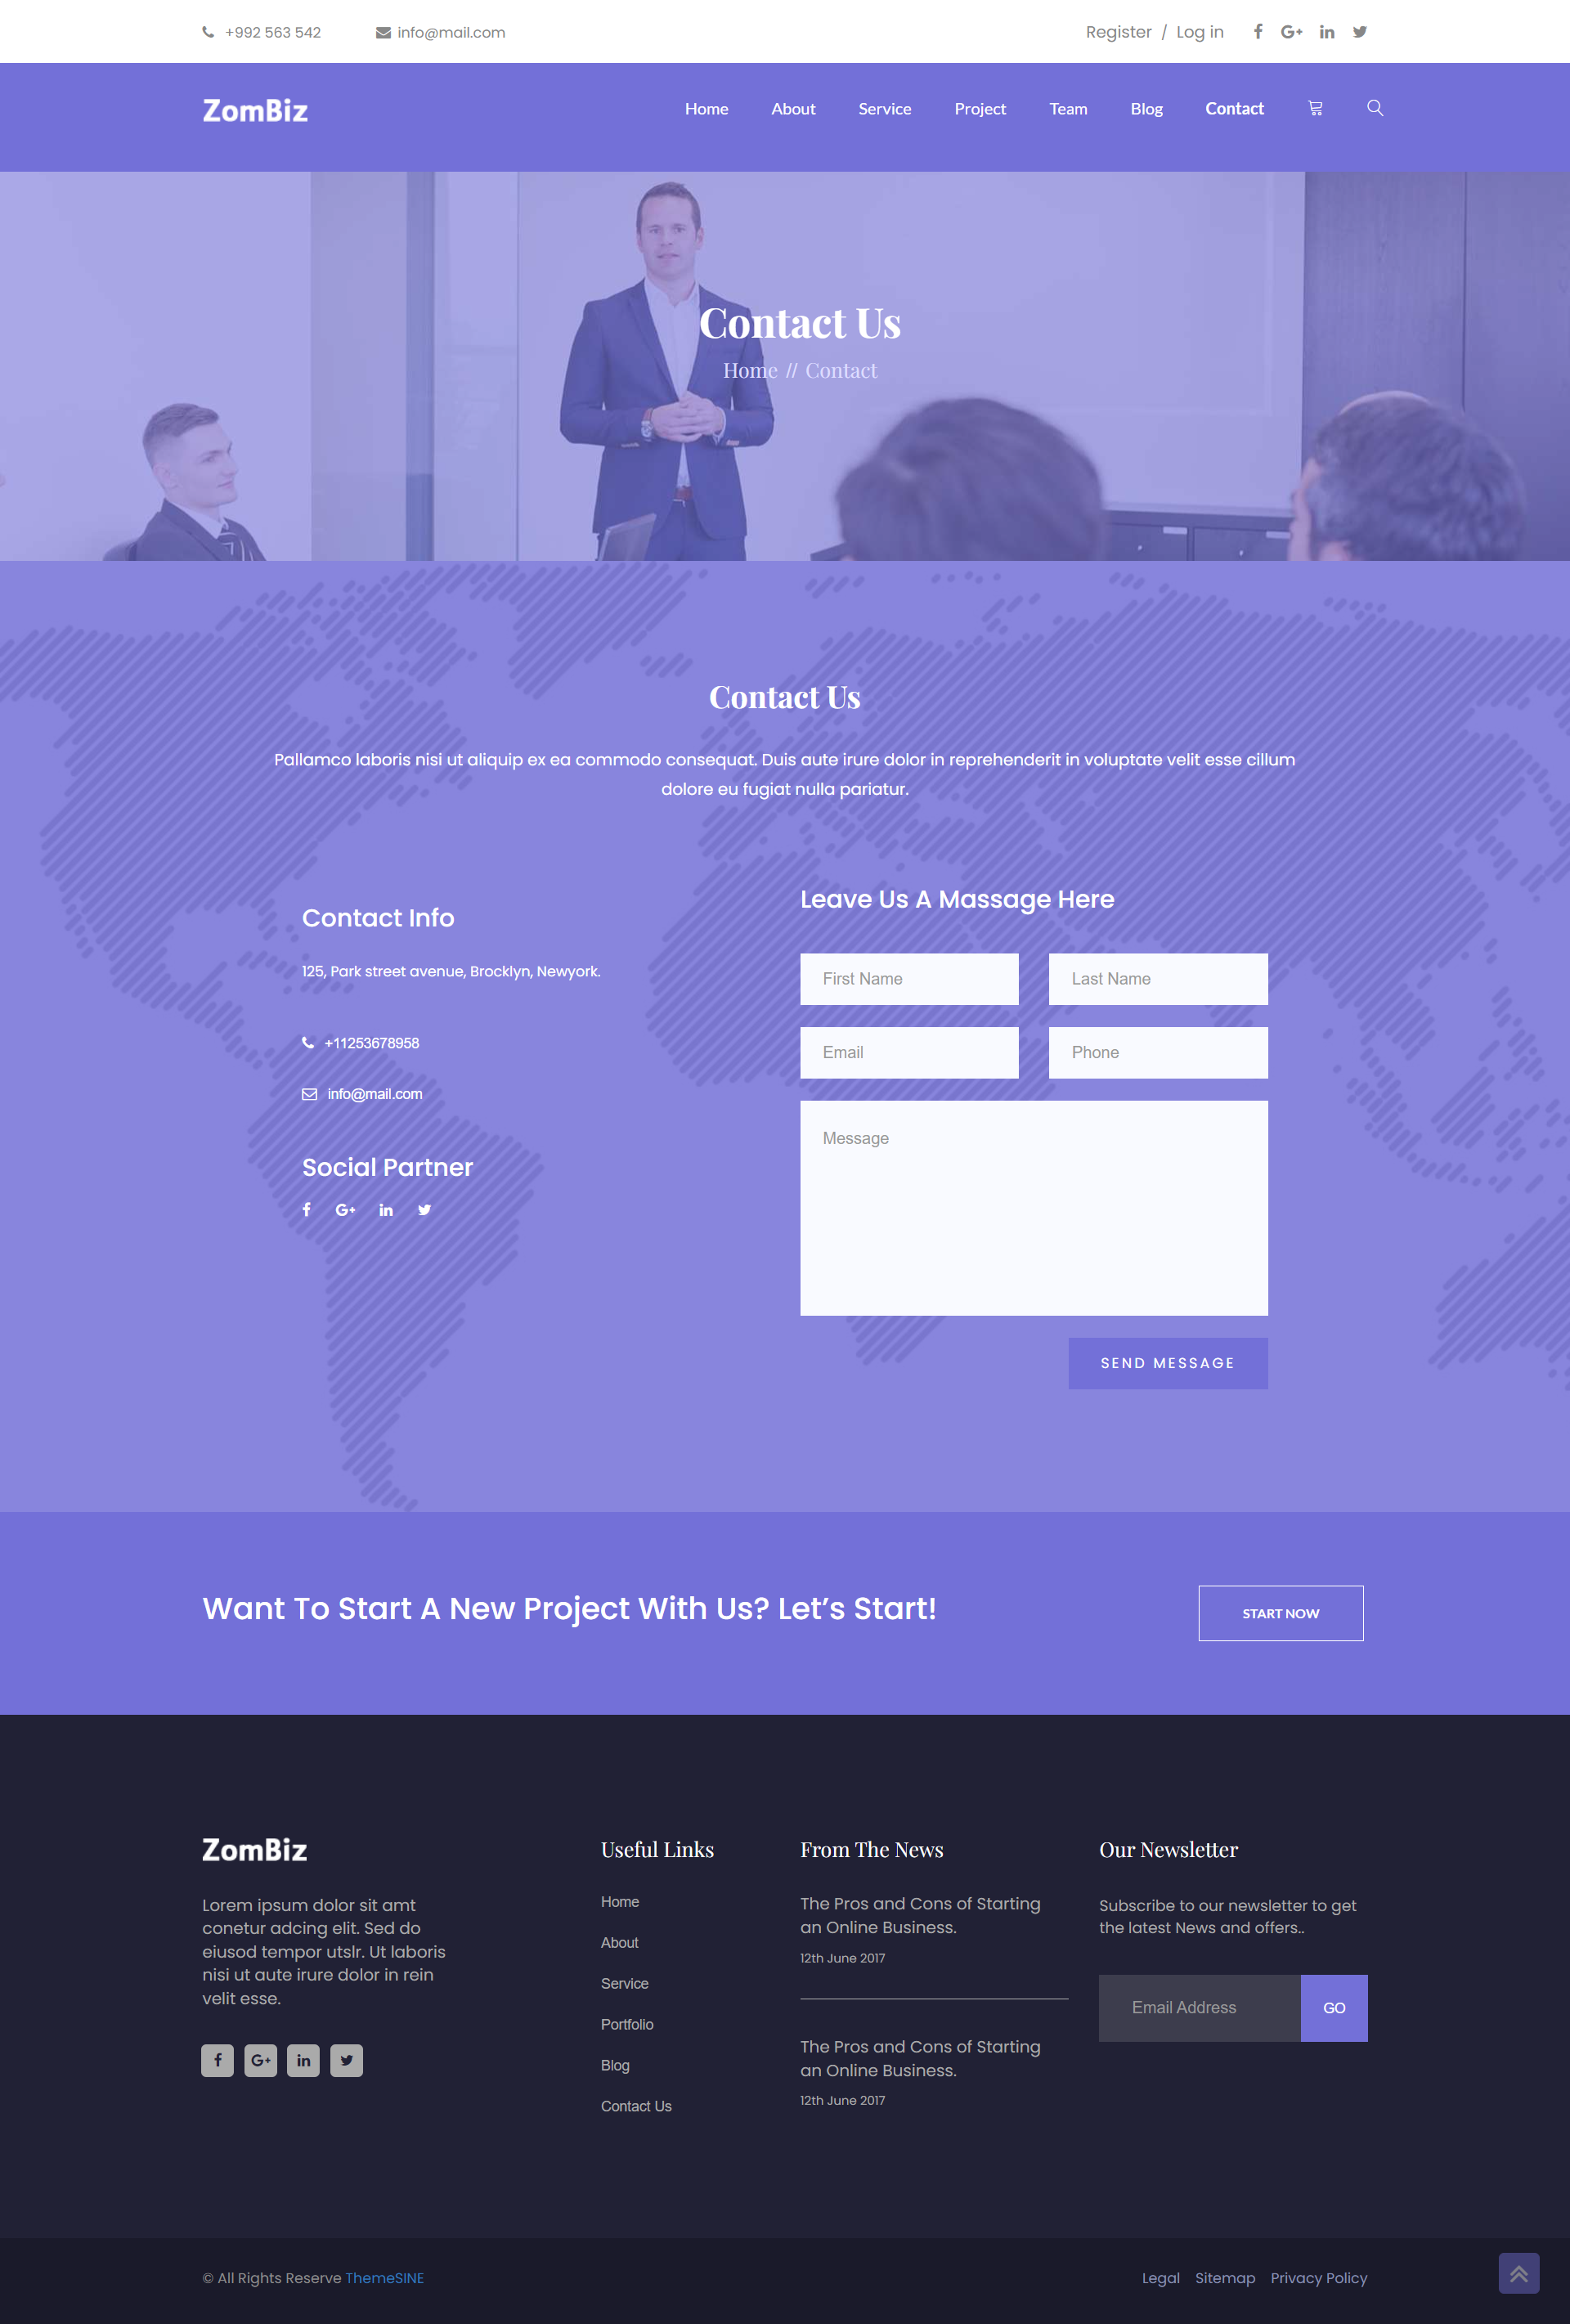 +992 563 542
info@mail.com
Register / Log in
ZomBiz
Home
About
Service
Project
Team
Blog
Contact
Contact Us
Home // Contact
Contact Us
Pallamco laboris nisi ut aliquip ex ea commodo consequat. Duis aute irure dolor in reprehenderit in voluptate velit esse cillum
dolore eu fugiat nulla pariatur.
Contact Info
125, Park street avenue, Brocklyn, Newyork.
+11253678958
info@mail.com
Social Partner
Leave Us A Massage Here
First Name
Last Name
Email
Phone
Message
SEND MESSAGE
Want To Start A New Project With Us? Let’s Start!
START NOW
ZomBiz
Lorem ipsum dolor sit amt
conetur adcing elit. Sed do
eiusod tempor utslr. Ut laboris
nisi ut aute irure dolor in rein
velit esse.
Useful Links
Home
About
Service
Portfolio
Blog
Contact Us
From The News
The Pros and Cons of Starting
an Online Business.
12th June 2017
The Pros and Cons of Starting
an Online Business.
12th June 2017
Our Newsletter
Subscribe to our newsletter to get
the latest News and offers..
Email Address
GO
© All Rights Reserve ThemeSINE
Legal
Sitemap
Privacy Policy